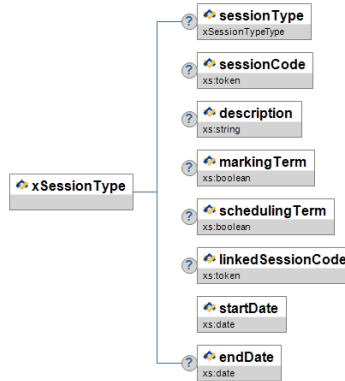 sessionType
xSessionTypeType
?
sessionCode
xs:token
?
description
xs:string
?
markingTerm
xs:boolean
?
xSessionType
schedulingTerm
xs:boolean
?
linkedSessionCode
xs:token
?
startDate
xs:date
endDate
xs:date
?